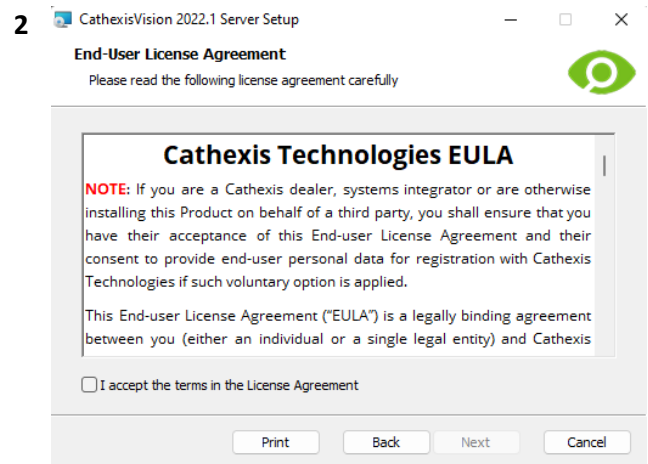 2
CathexisVision 2022.1 Server Setup
End-User License Agreement
Please read the following license agreement carefully
Cathexis Technologies EULA
NOTE: If you are a Cathexis dealer, systems integrator or are otherwise
installing this Product on behalf of a third party, you shall ensure that you
have their acceptance of this End-user License Agreement and their
consent to provide end-user personal data for registration with Cathexis
Technologies if such voluntary option is applied.
This End-user License Agreement (“EULA”) is a legally binding agreement
between you (either an individual or a single legal entity) and Cathexis
I accept the terms in the License Agreement
Print Back Next Cancel